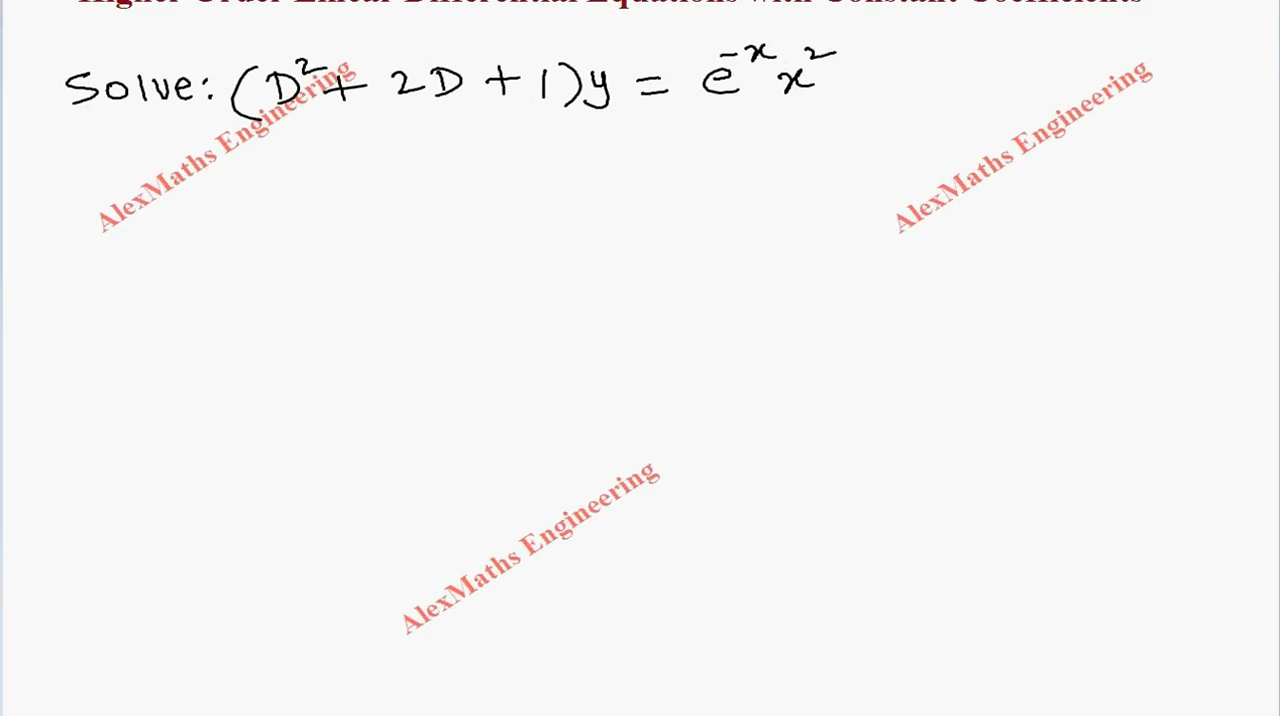 Higher Order Linear Differential Equations with Constant Coefficients
Solve: (D² + 2D + 1)y = e⁻ˣ x²
AlexMaths Engineering
AlexMaths Engineering
AlexMaths Engineering